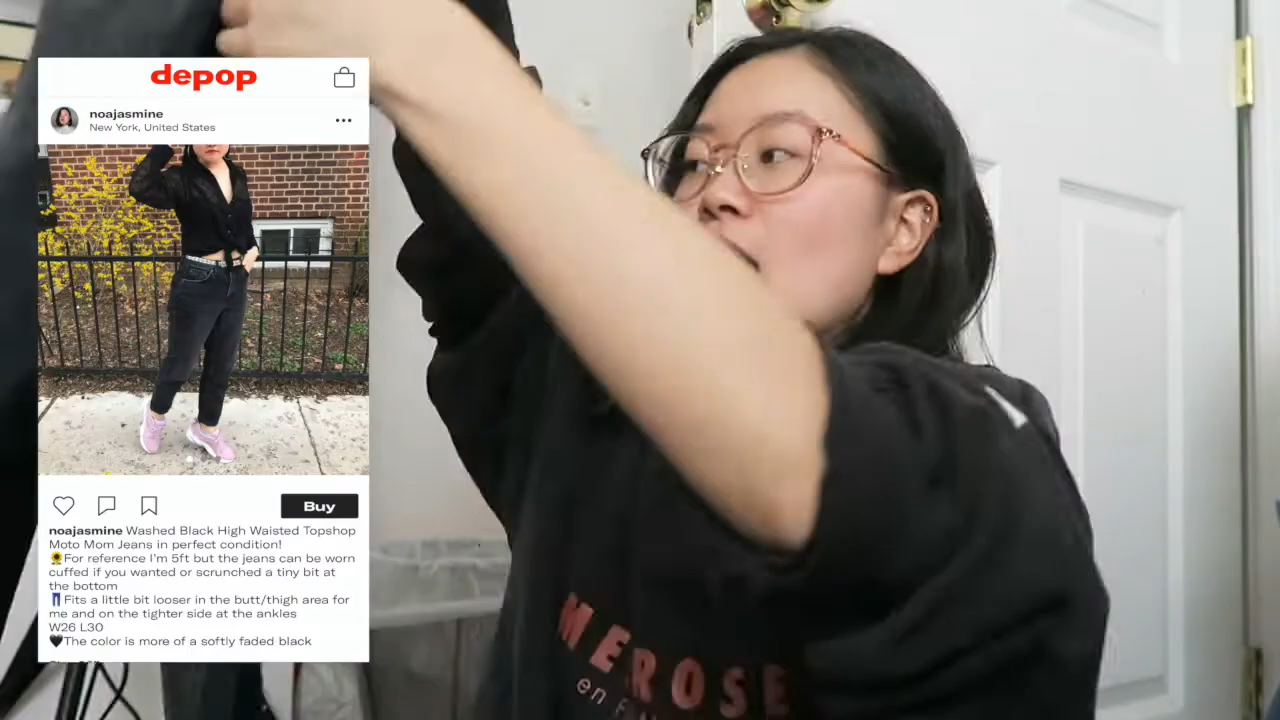 depop
noajasmine
New York, United States
Buy
noajasmine Washed Black High Waisted Topshop
Moto Mom Jeans in perfect condition!
🌻For reference I'm 5ft but the jeans can be worn
cuffed if you wanted or scrunched a tiny bit at
the bottom
👖Fits a little bit looser in the butt/thigh area for
me and on the tighter side at the ankles
W26 L30
🖤The color is more of a softly faded black
MEROSE
en